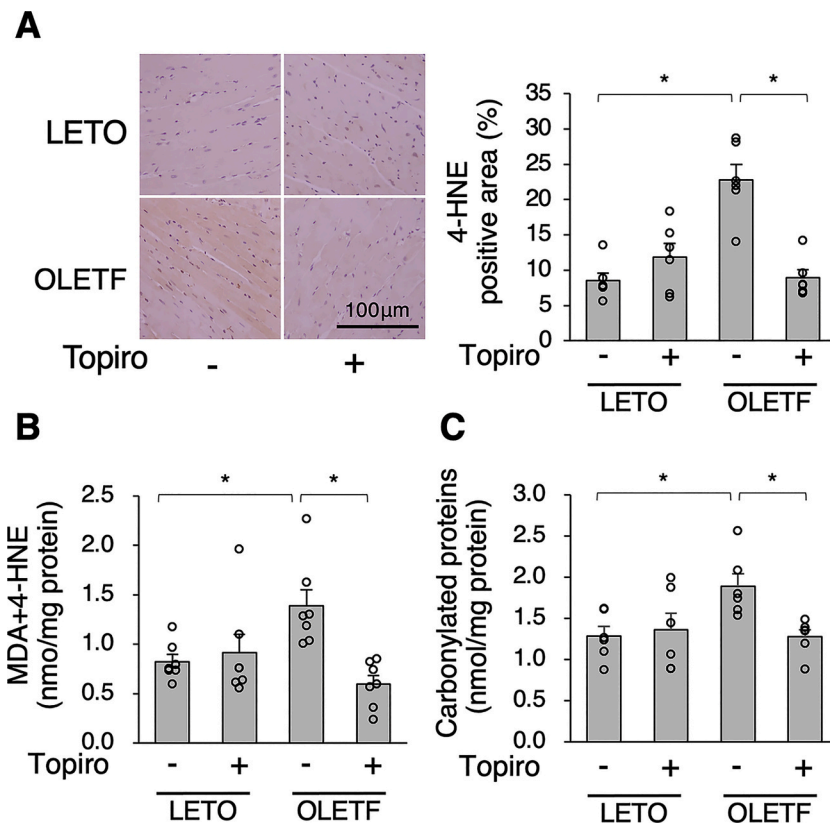 A
LETO
OLETF
100μm
Topiro - +
4-HNE
positive area (%)
35
30
25
20
15
10
5
0
* *
Topiro - + - +
LETO OLETF
B
MDA+4-HNE
(nmo/mg protein)
2.5
2.0
1.5
1.0
0.5
0.0
* *
Topiro - + - +
LETO OLETF
C
Carbonylated proteins
(nmol/mg protein)
3.0
2.5
2.0
1.5
1.0
0.5
0.0
* *
Topiro - + - +
LETO OLETF